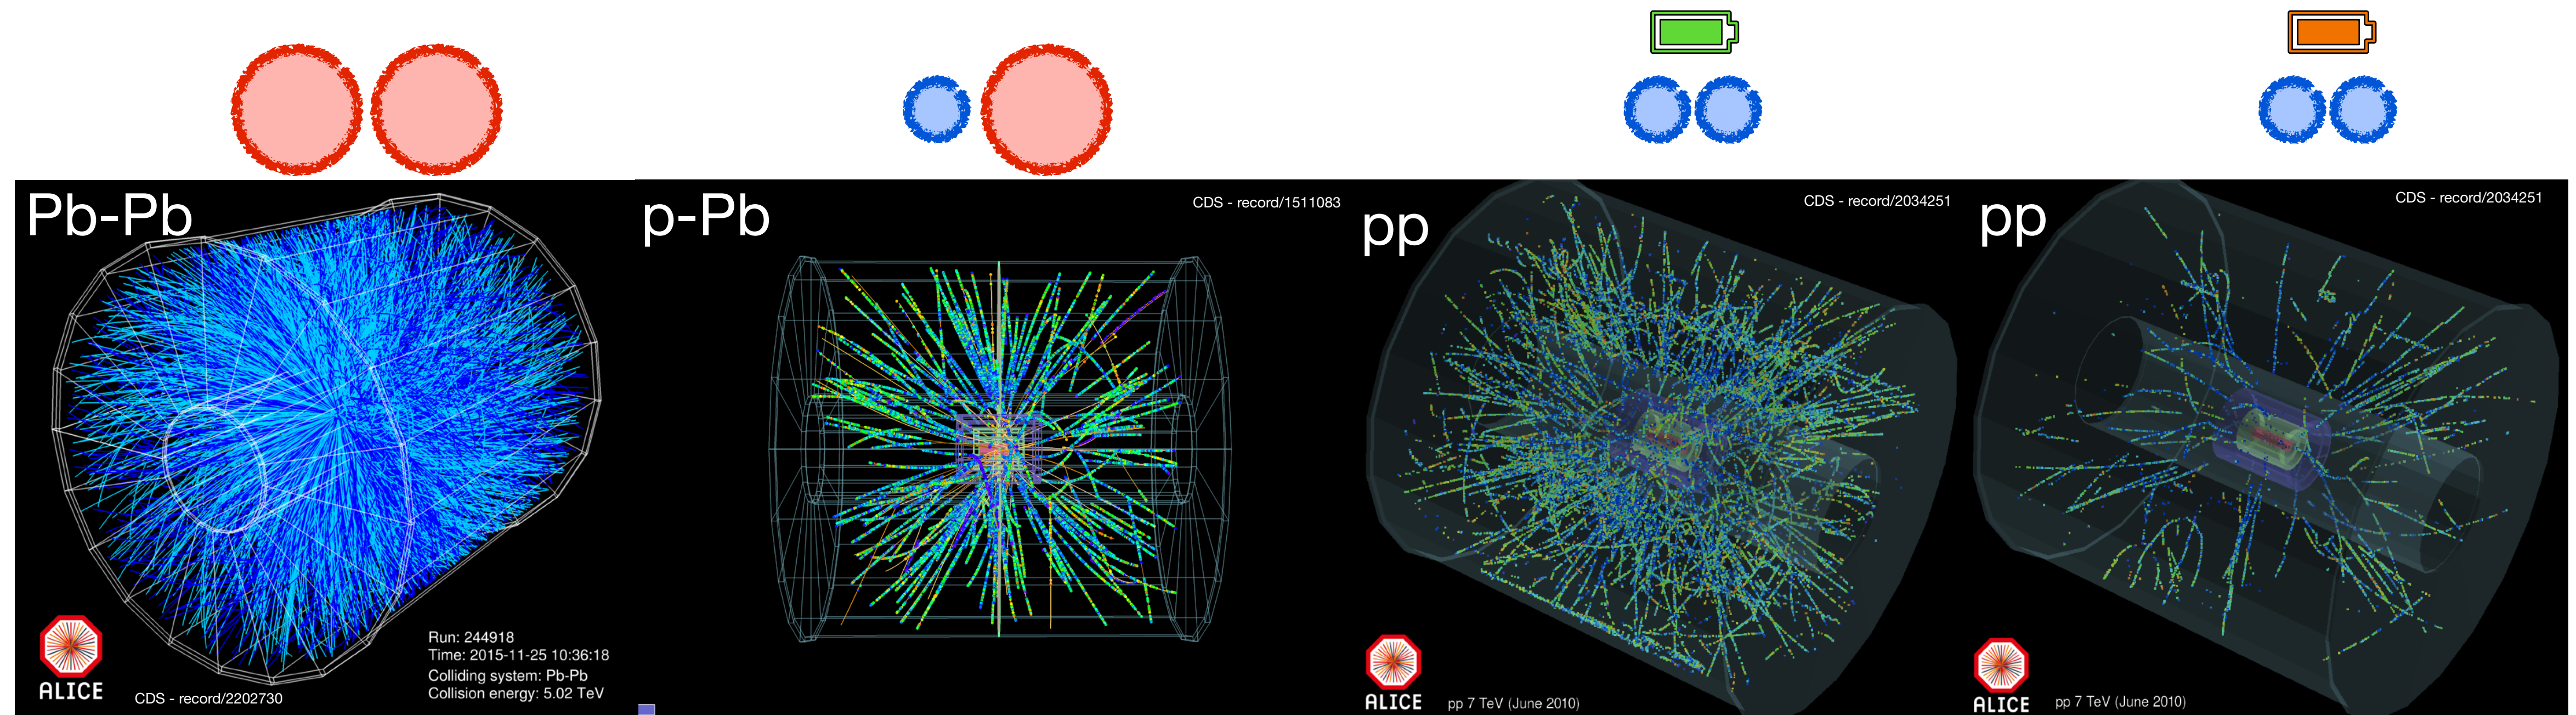 Pb-Pb
ALICE
CDS - record/2202730
Run: 244918
Time: 2015-11-25 10:36:18
Colliding system: Pb-Pb
Collision energy: 5.02 TeV
p-Pb
CDS - record/1511083
pp
CDS - record/2034251
ALICE
pp 7 TeV (June 2010)
pp
CDS - record/2034251
ALICE
pp 7 TeV (June 2010)